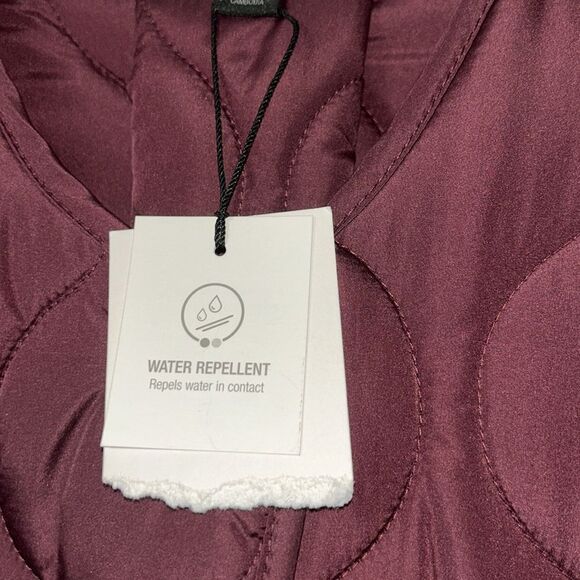 CAMBODIA
WATER REPELLENT
Repels water in contact